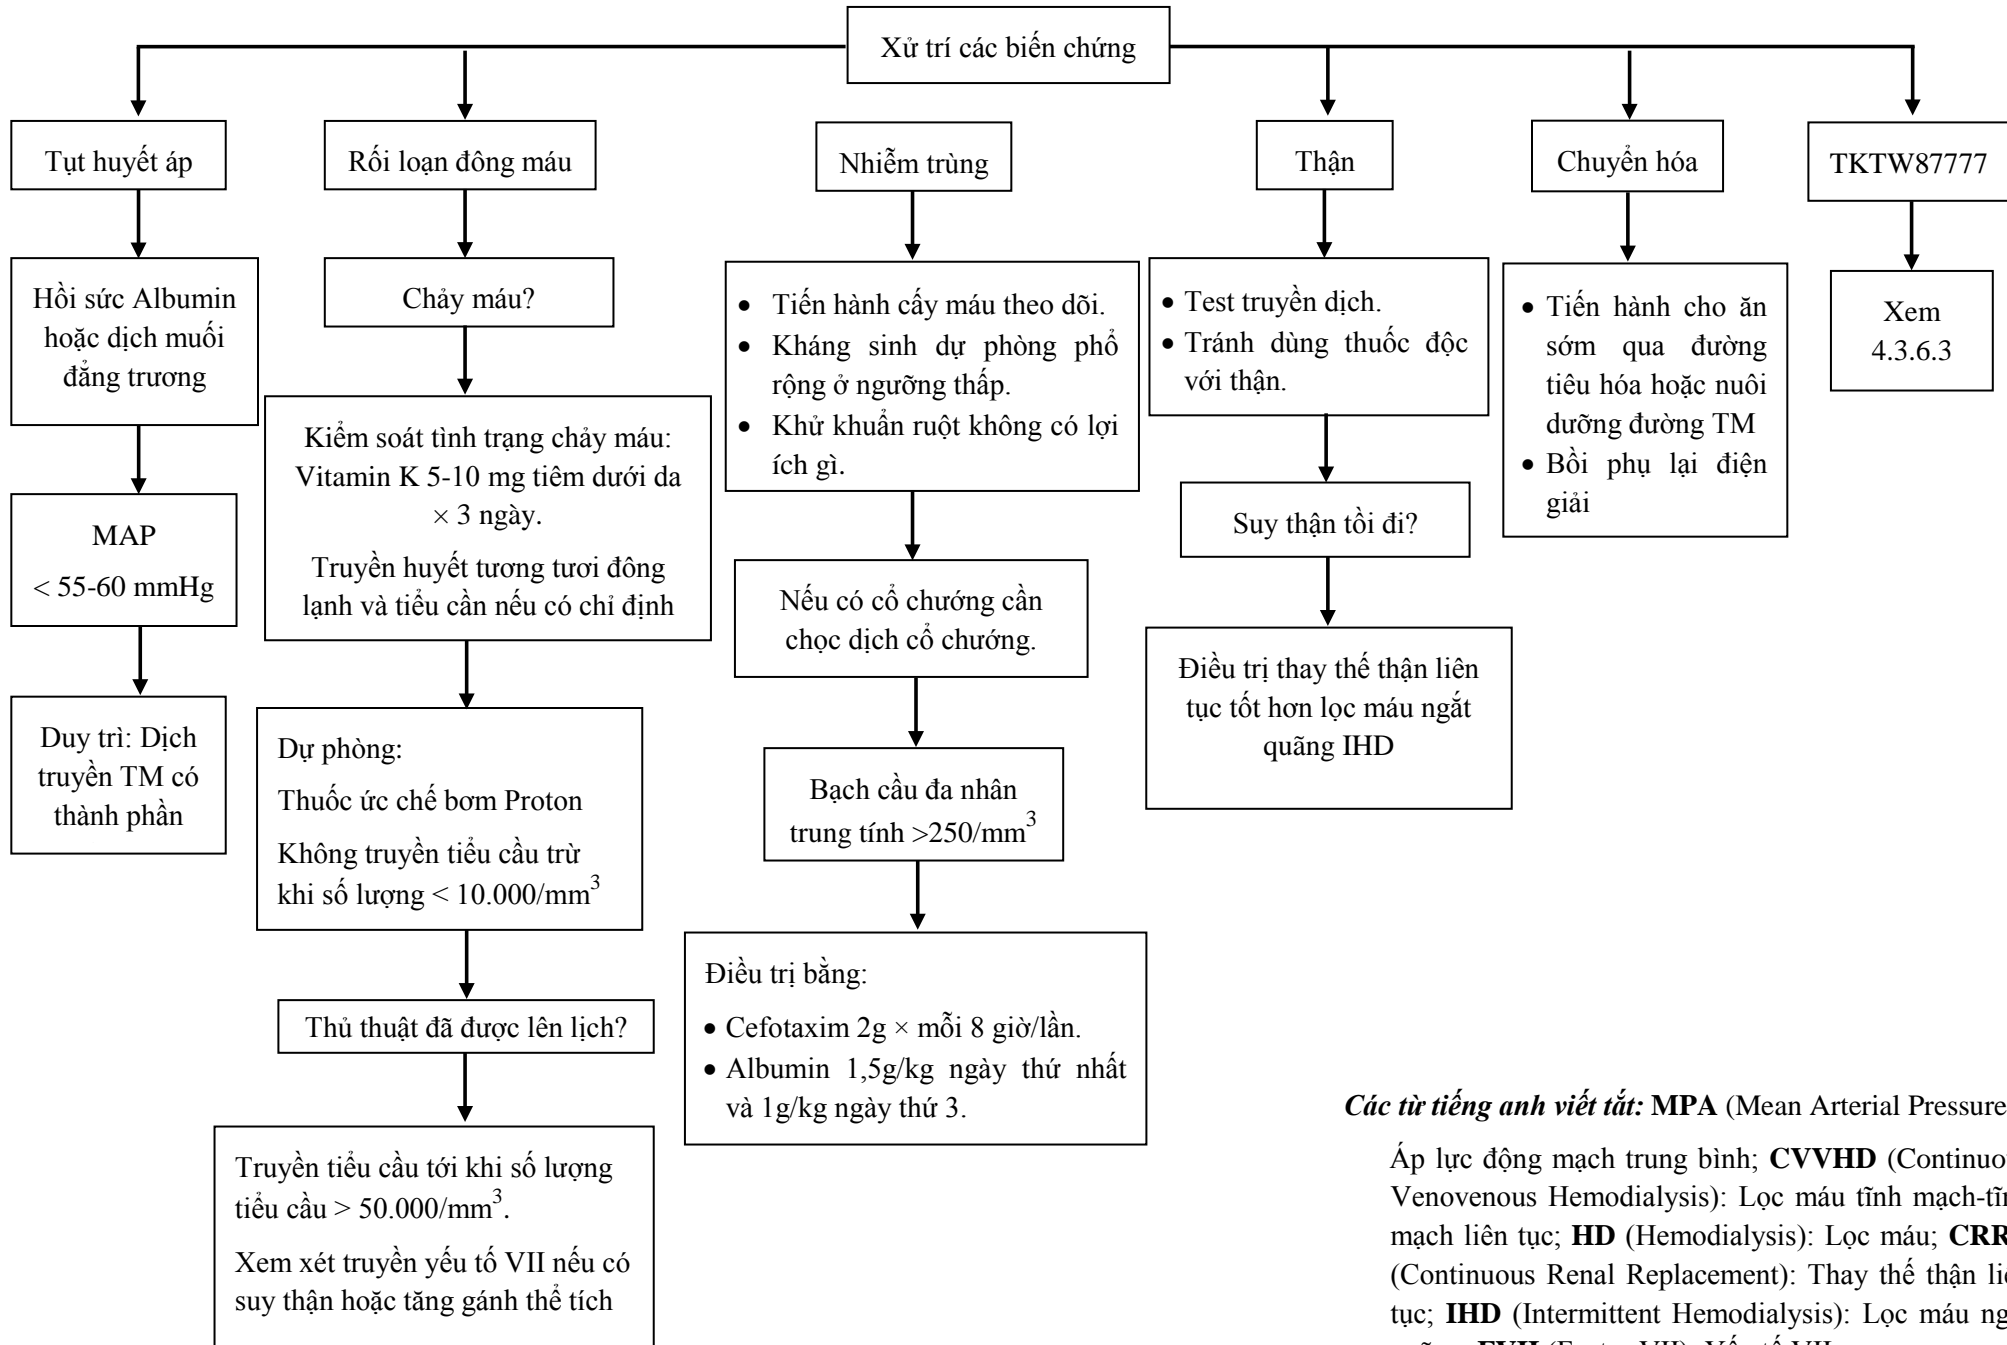 Xử trí các biến chứng
Tụt huyết áp
Hồi sức Albumin
hoặc dịch muối
đẳng trương
MAP
< 55-60 mmHg
Duy trì: Dịch
truyền TM có
thành phần
Rối loạn đông máu
Chảy máu?
Kiểm soát tình trạng chảy máu:
Vitamin K 5-10 mg tiêm dưới da
× 3 ngày.
Truyền huyết tương tươi đông
lạnh và tiểu cần nếu có chỉ định
Dự phòng:
Thuốc ức chế bơm Proton
Không truyền tiểu cầu trừ
khi số lượng < 10.000/mm³
Thủ thuật đã được lên lịch?
Truyền tiểu cầu tới khi số lượng
tiểu cầu > 50.000/mm³.
Xem xét truyền yếu tố VII nếu có
suy thận hoặc tăng gánh thể tích
Nhiễm trùng
• Tiến hành cấy máu theo dõi.
• Kháng sinh dự phòng phổ
rộng ở ngưỡng thấp.
• Khử khuẩn ruột không có lợi
ích gì.
Nếu có cổ chướng cần
chọc dịch cổ chướng.
Bạch cầu đa nhân
trung tính >250/mm³
Điều trị bằng:
• Cefotaxim 2g × mỗi 8 giờ/lần.
• Albumin 1,5g/kg ngày thứ nhất
và 1g/kg ngày thứ 3.
Thận
• Test truyền dịch.
• Tránh dùng thuốc độc
với thận.
Suy thận tồi đi?
Điều trị thay thế thận liên
tục tốt hơn lọc máu ngắt
quãng IHD
Chuyển hóa
• Tiến hành cho ăn
sớm qua đường
tiêu hóa hoặc nuôi
dưỡng đường TM
• Bồi phụ lại điện
giải
TKTW87777
Xem
4.3.6.3
Các từ tiếng anh viết tắt: MPA (Mean Arterial Pressure
Áp lực động mạch trung bình; CVVHD (Continuou
Venovenous Hemodialysis): Lọc máu tĩnh mạch-tĩn
mạch liên tục; HD (Hemodialysis): Lọc máu; CRR
(Continuous Renal Replacement): Thay thế thận liê
tục; IHD (Intermittent Hemodialysis): Lọc máu ng